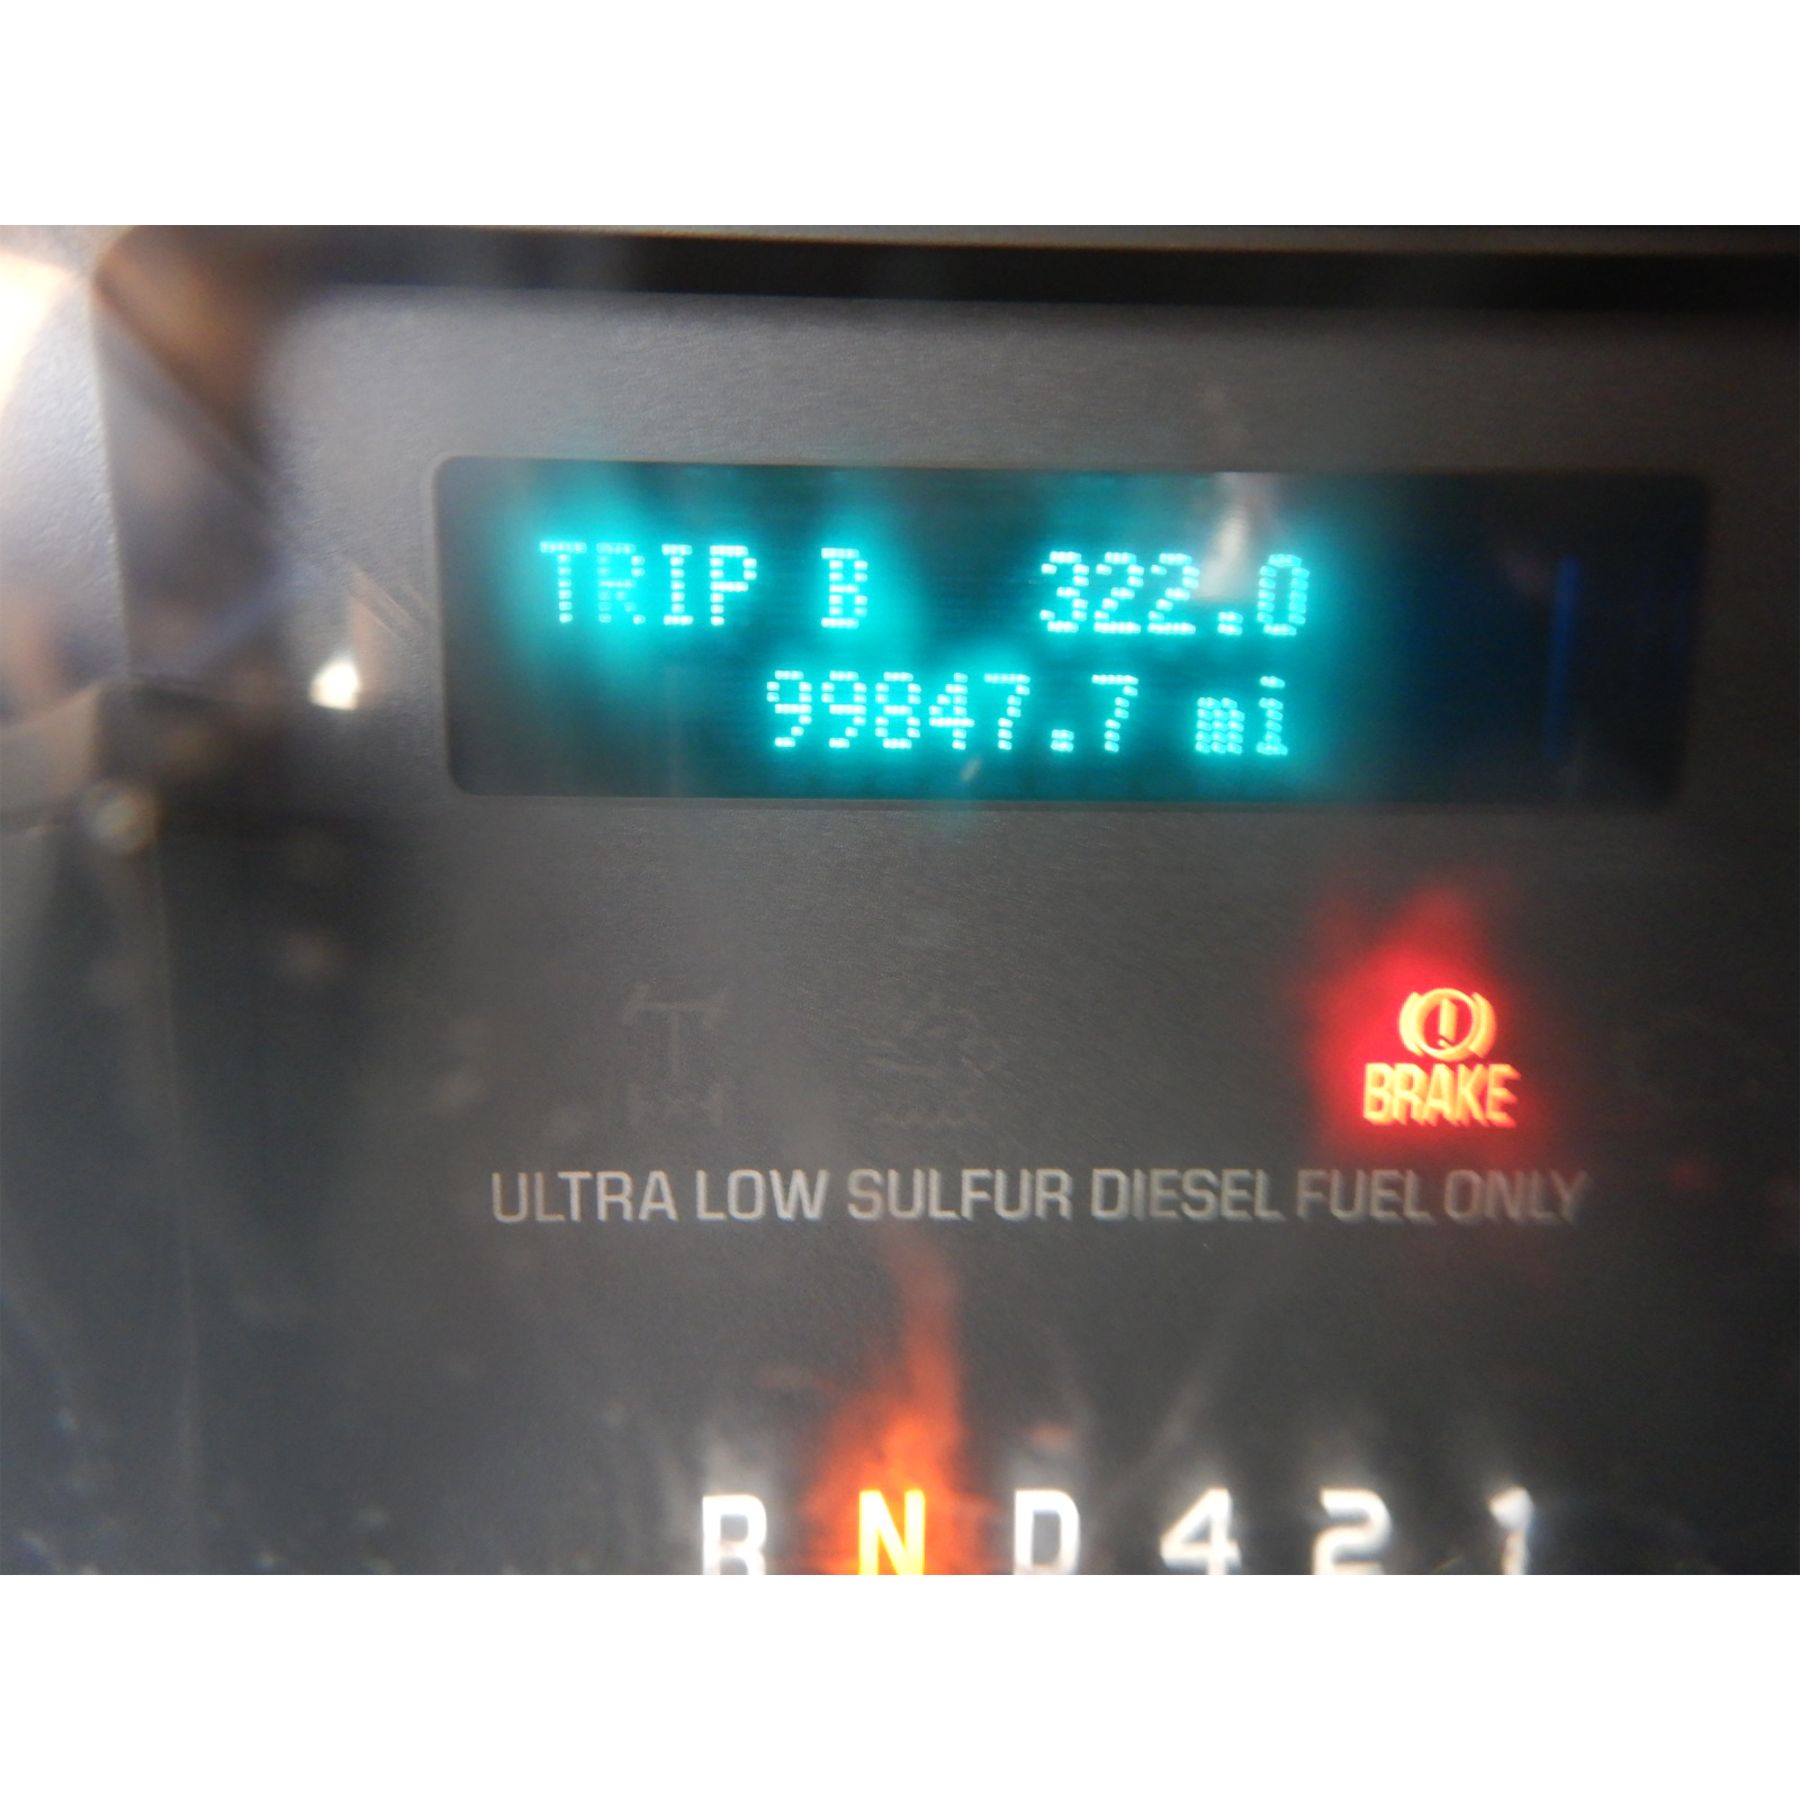 TRIP B 322.0
99847.7 mi
BRAKE
ULTRA LOW SULFUR DIESEL FUEL ONLY
R N D 4 2 1